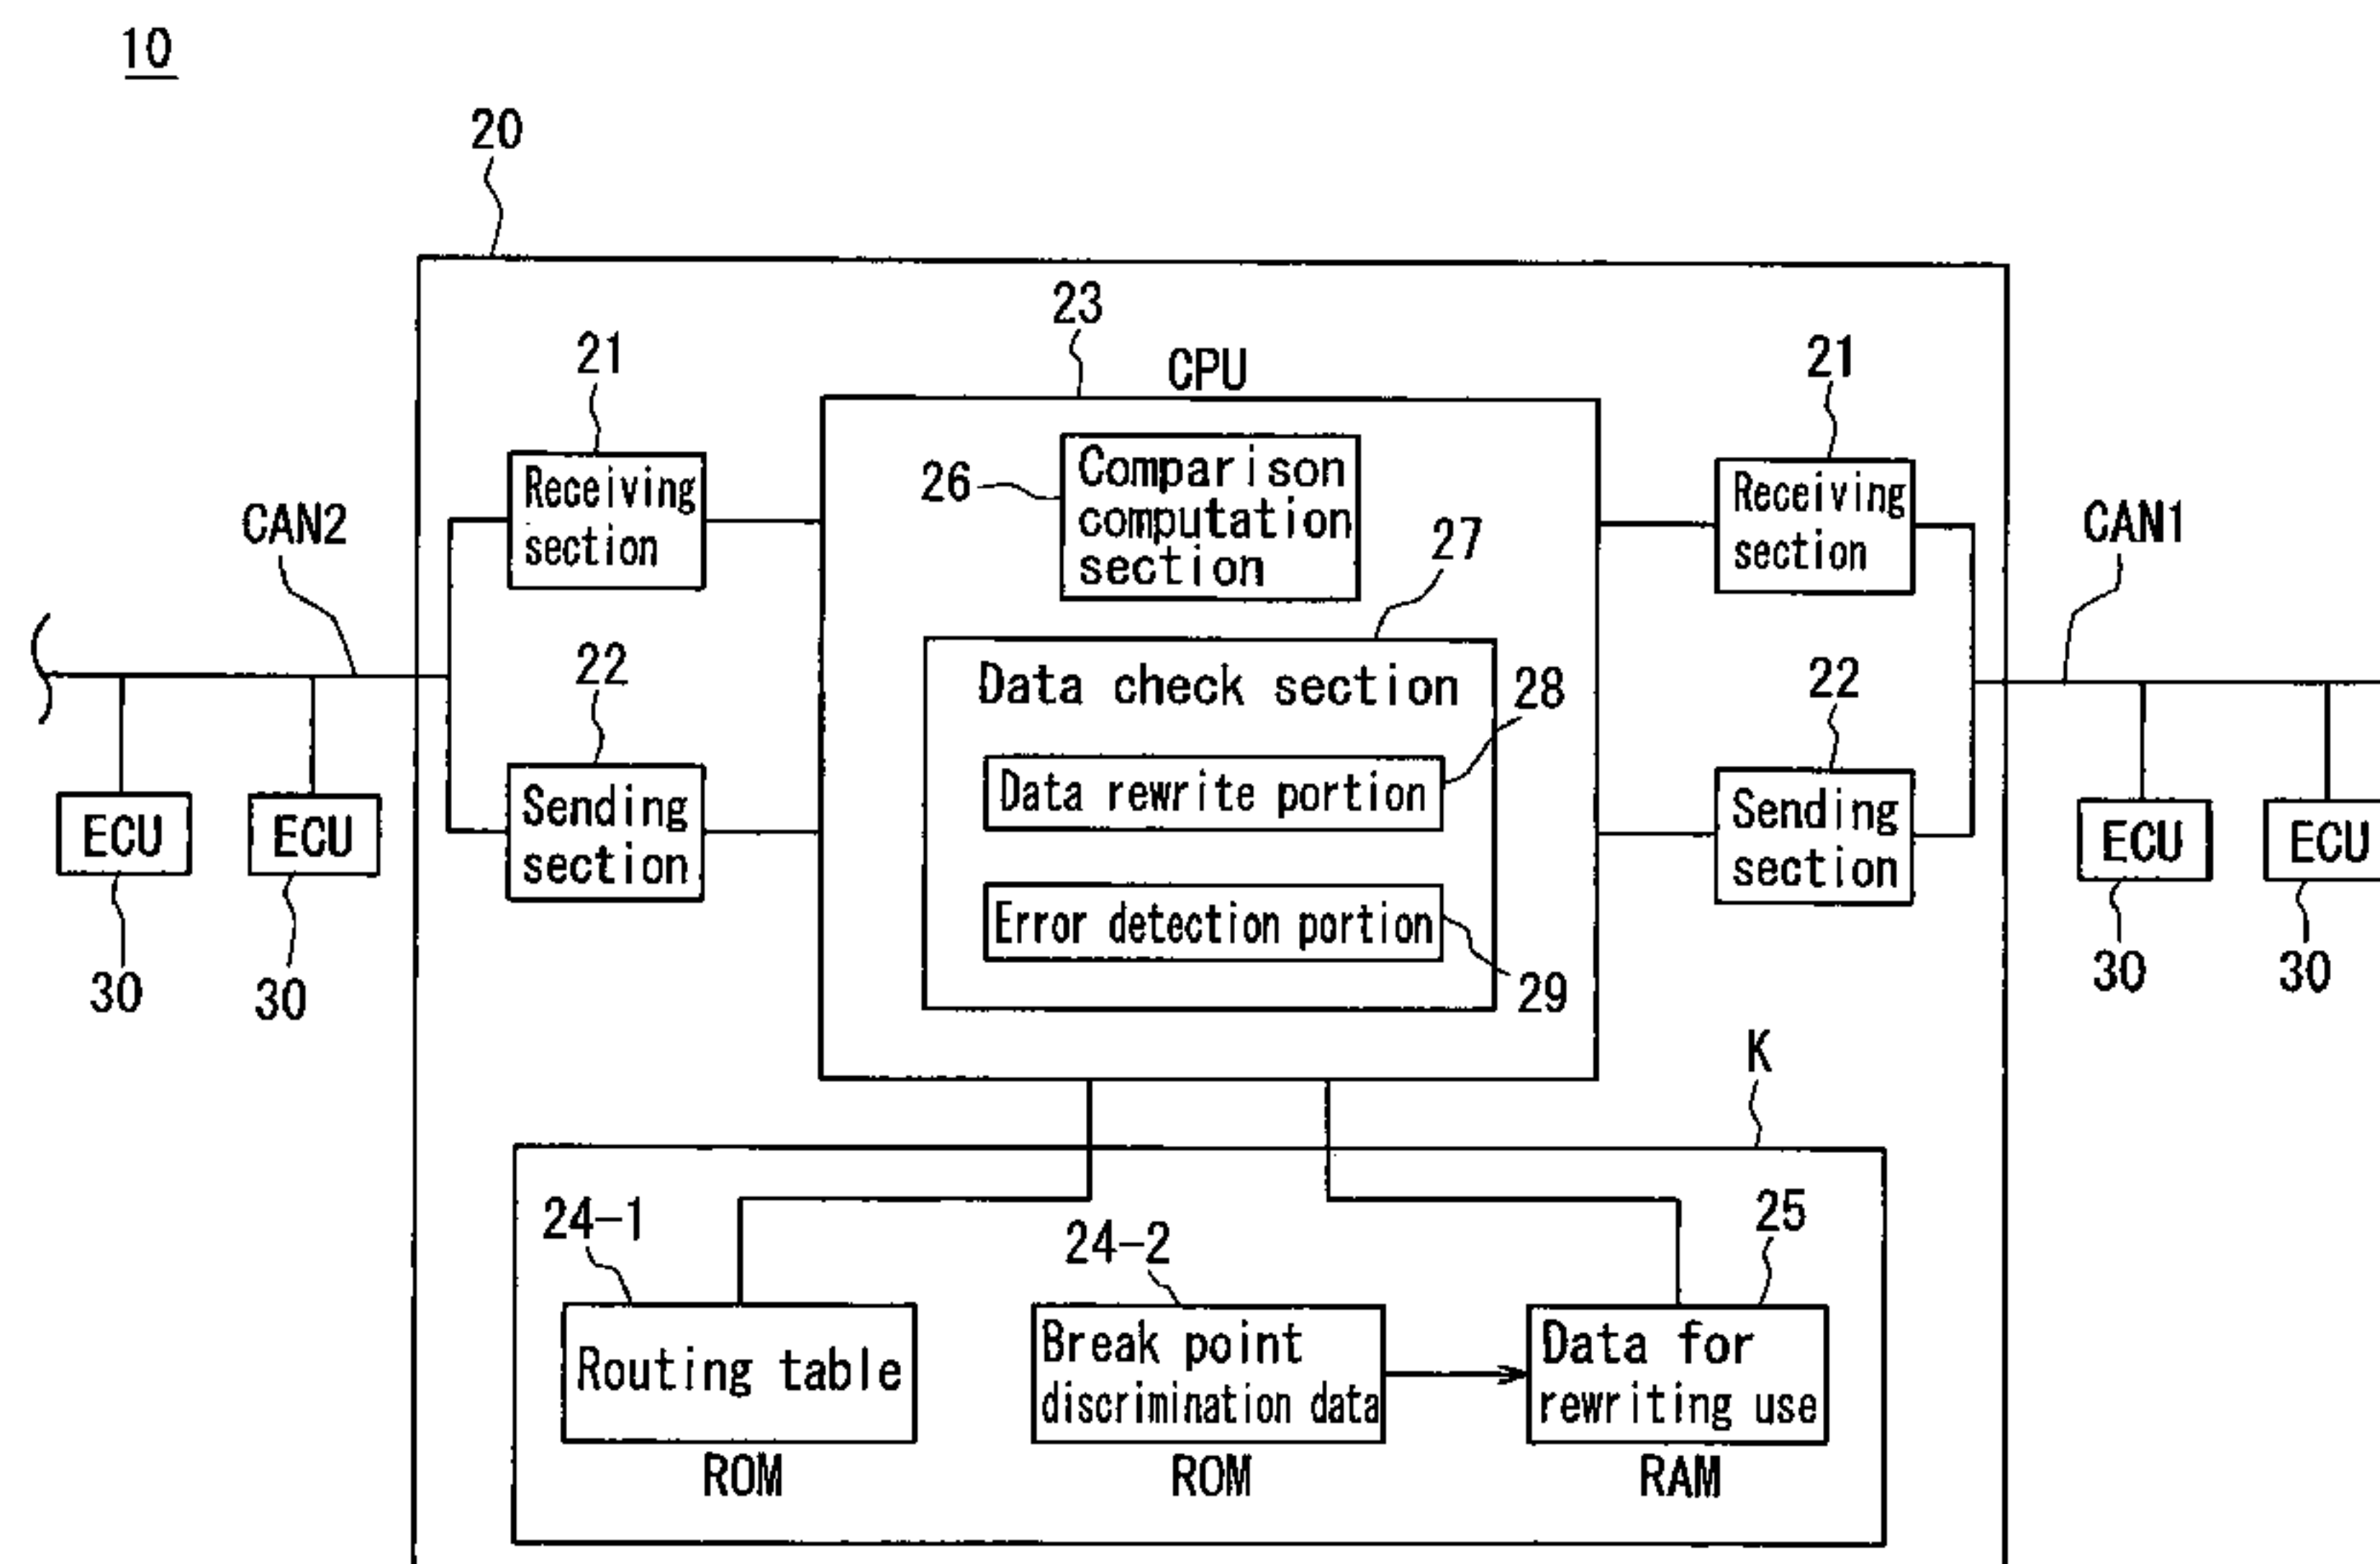 10
20
23
CPU
21
21
Receiving
section
26
Comparison
computation
section
Receiving
section
CAN2
CAN1
27
22
22
Data check section
28
Sending
section
Data rewrite portion
Sending
section
ECU
ECU
ECU
ECU
Error detection portion
29
30
30
30
30
K
24-1
24-2
25
Routing table
Break point
discrimination data
Data for
rewriting use
ROM
ROM
RAM